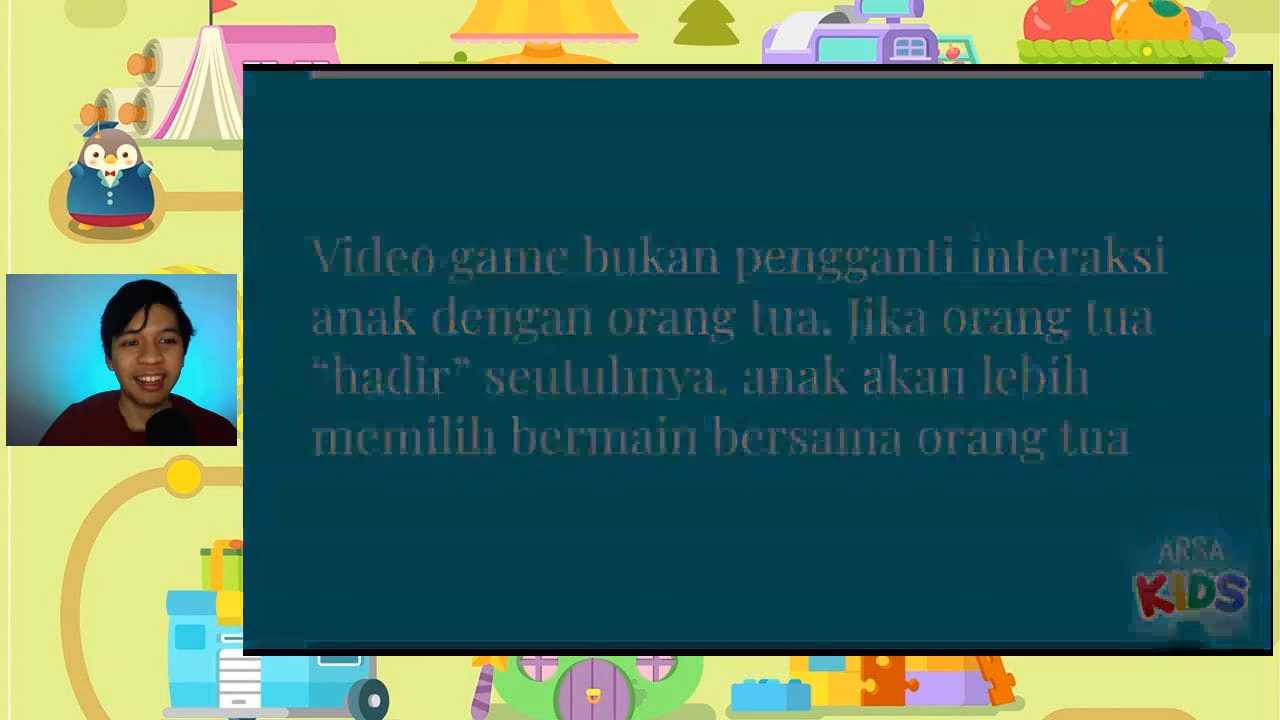 Video game bukan pengganti interaksi
anak dengan orang tua. Jika orang tua
“hadir” seutuhnya, anak akan lebih
memilih bermain bersama orang tua
ARSA
KIDS